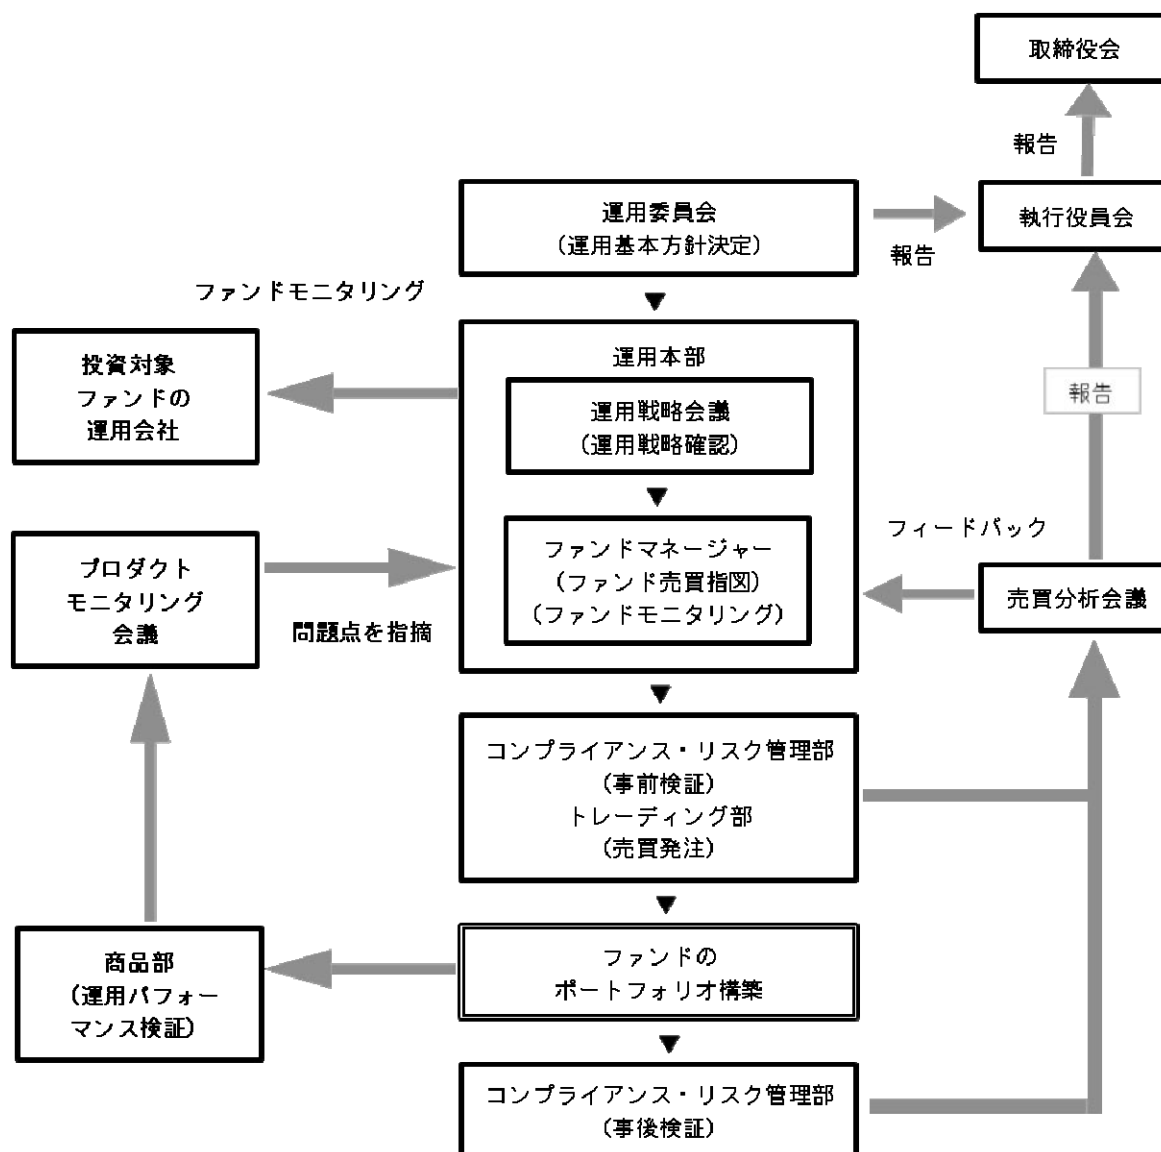 取締役会
報告
運用委員会
(運用基本方針決定)
報告
執行役員会
ファンドモニタリング
投資対象
ファンドの
運用会社
運用本部
運用戦略会議
(運用戦略確認)
報告
プロダクト
モニタリング
会議
問題点を指摘
ファンドマネージャー
(ファンド売買指図)
(ファンドモニタリング)
フィードバック
売買分析会議
コンプライアンス・リスク管理部
(事前検証)
トレーディング部
(売買発注)
商品部
(運用パフォー
マンス検証)
ファンドの
ポートフォリオ構築
コンプライアンス・リスク管理部
(事後検証)